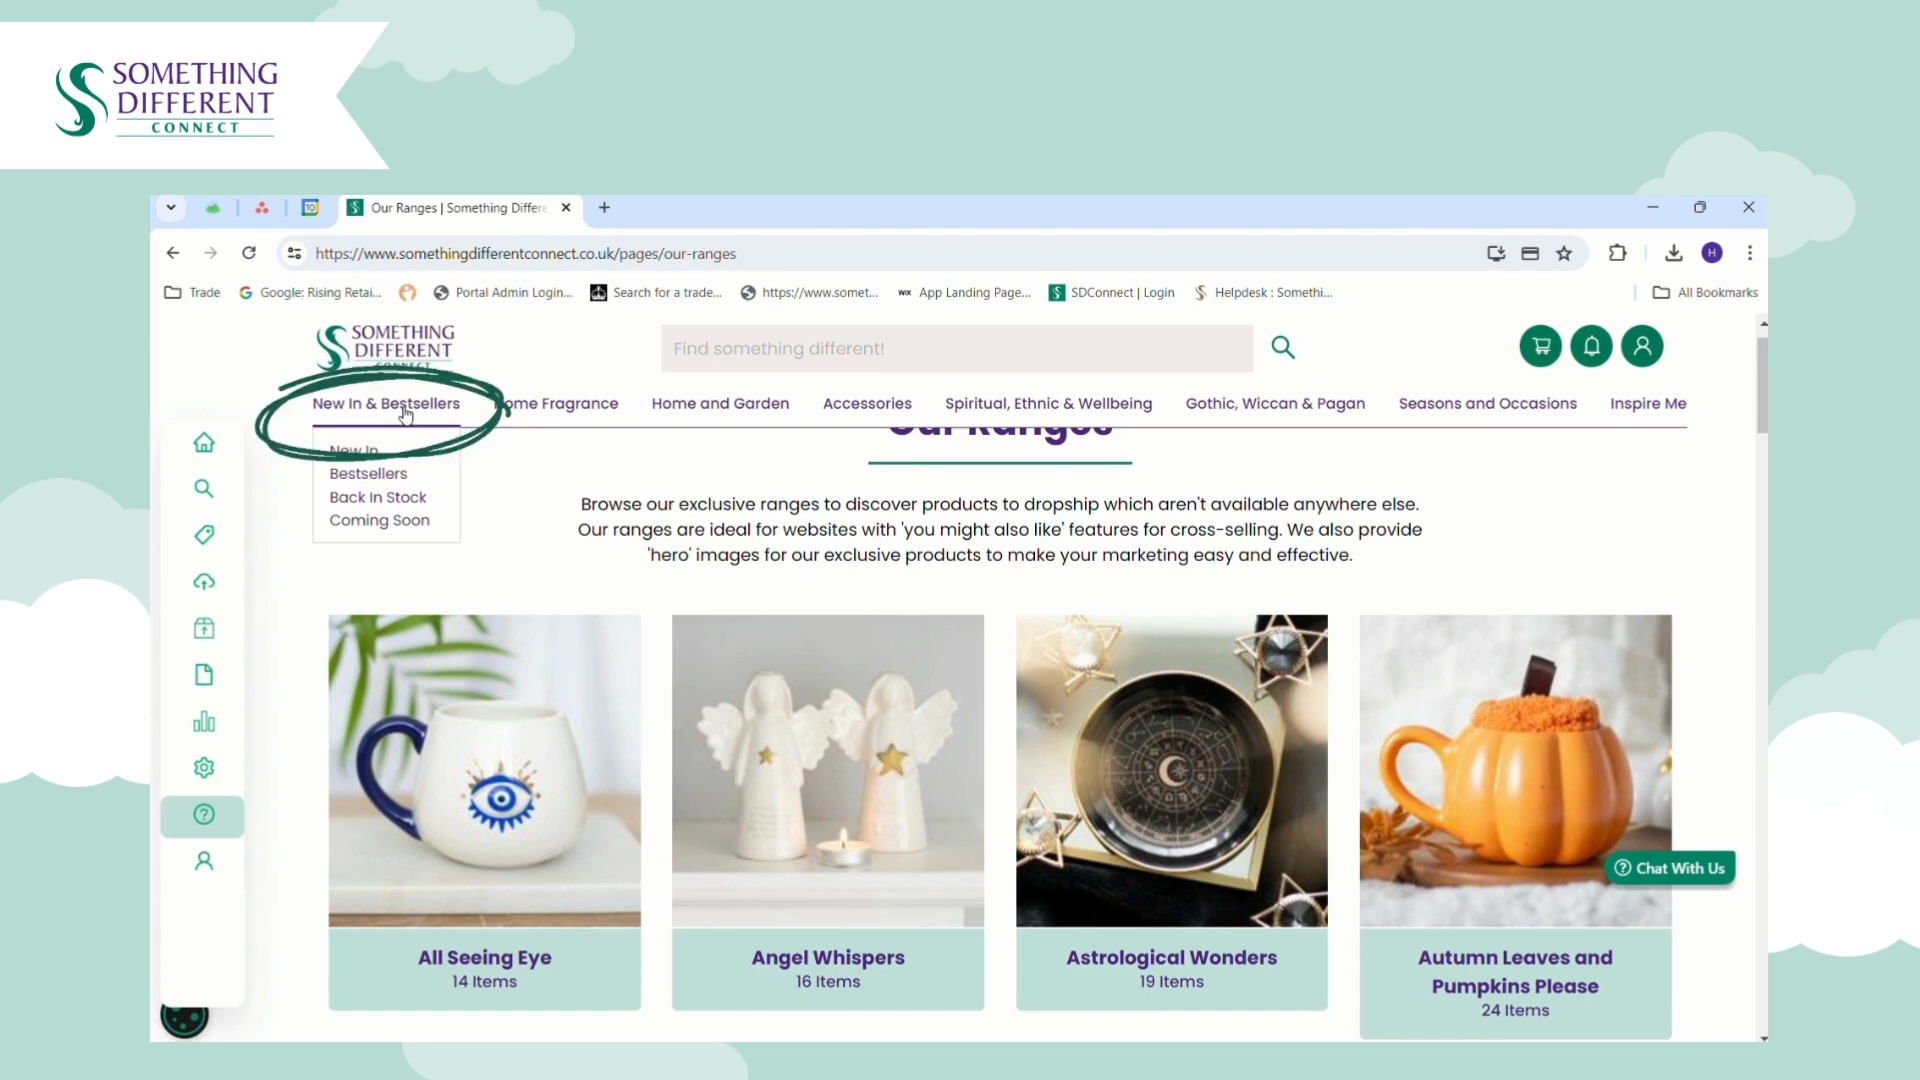 SOMETHING
DIFFERENT
CONNECT
10
Our Ranges | Something Differe
https://www.somethingdifferentconnect.co.uk/pages/our-ranges
H
Trade
Google: Rising Retai...
Portal Admin Login...
Search for a trade...
https://www.somet...
WIX App Landing Page...
SDConnect | Login
Helpdesk : Somethi...
All Bookmarks
SOMETHING
DIFFERENT
CONNECT
Find something different!
New In & Bestsellers
Home Fragrance
Home and Garden
Accessories
Spiritual, Ethnic & Wellbeing
Gothic, Wiccan & Pagan
Seasons and Occasions
Inspire Me
New In
Bestsellers
Back In Stock
Coming Soon
Our Ranges
Browse our exclusive ranges to discover products to dropship which aren't available anywhere else.
Our ranges are ideal for websites with 'you might also like' features for cross-selling. We also provide
'hero' images for our exclusive products to make your marketing easy and effective.
All Seeing Eye
14 Items
Angel Whispers
16 Items
Astrological Wonders
19 Items
Autumn Leaves and
Pumpkins Please
24 Items
Chat With Us